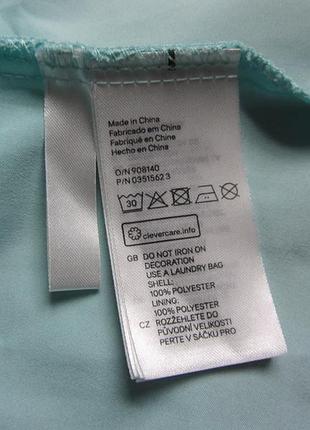 Made in China
Fabricado em China
Fabriqué en Chine
Hecho en China
O/N 908140
P/N 03515623
30
clevercare.info
GB DO NOT IRON ON
DECORATION
USE A LAUNDRY BAG
SHELL:
100% POLYESTER
LINING:
100% POLYESTER
CZ ROZŽEHLETE DO
PŮVODNÍ VELIKOSTI
PERTE V SÁČKU PRO